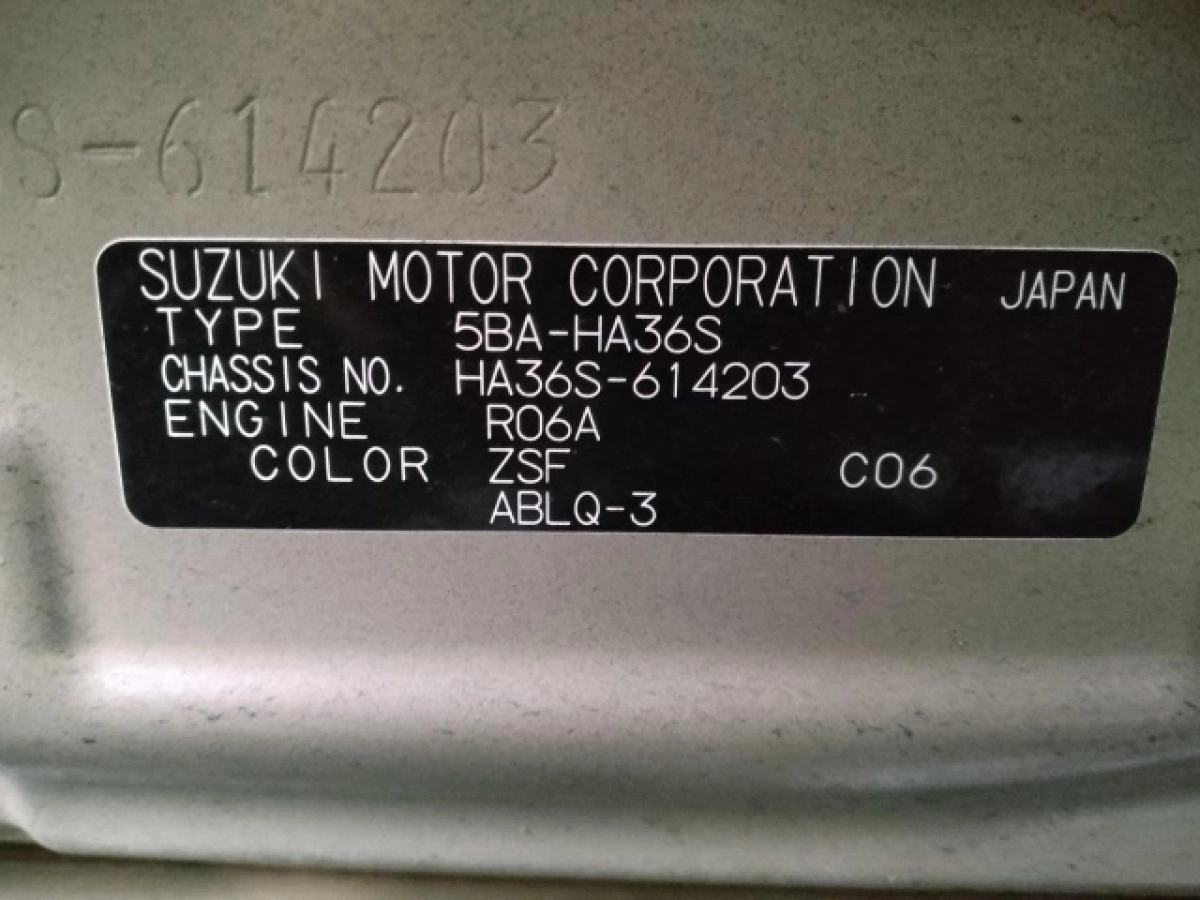 S-614203
SUZUKI MOTOR CORPORATION JAPAN
TYPE 5BA-HA36S
CHASSIS NO. HA36S-614203
ENGINE R06A
COLOR ZSF C06
ABLQ-3